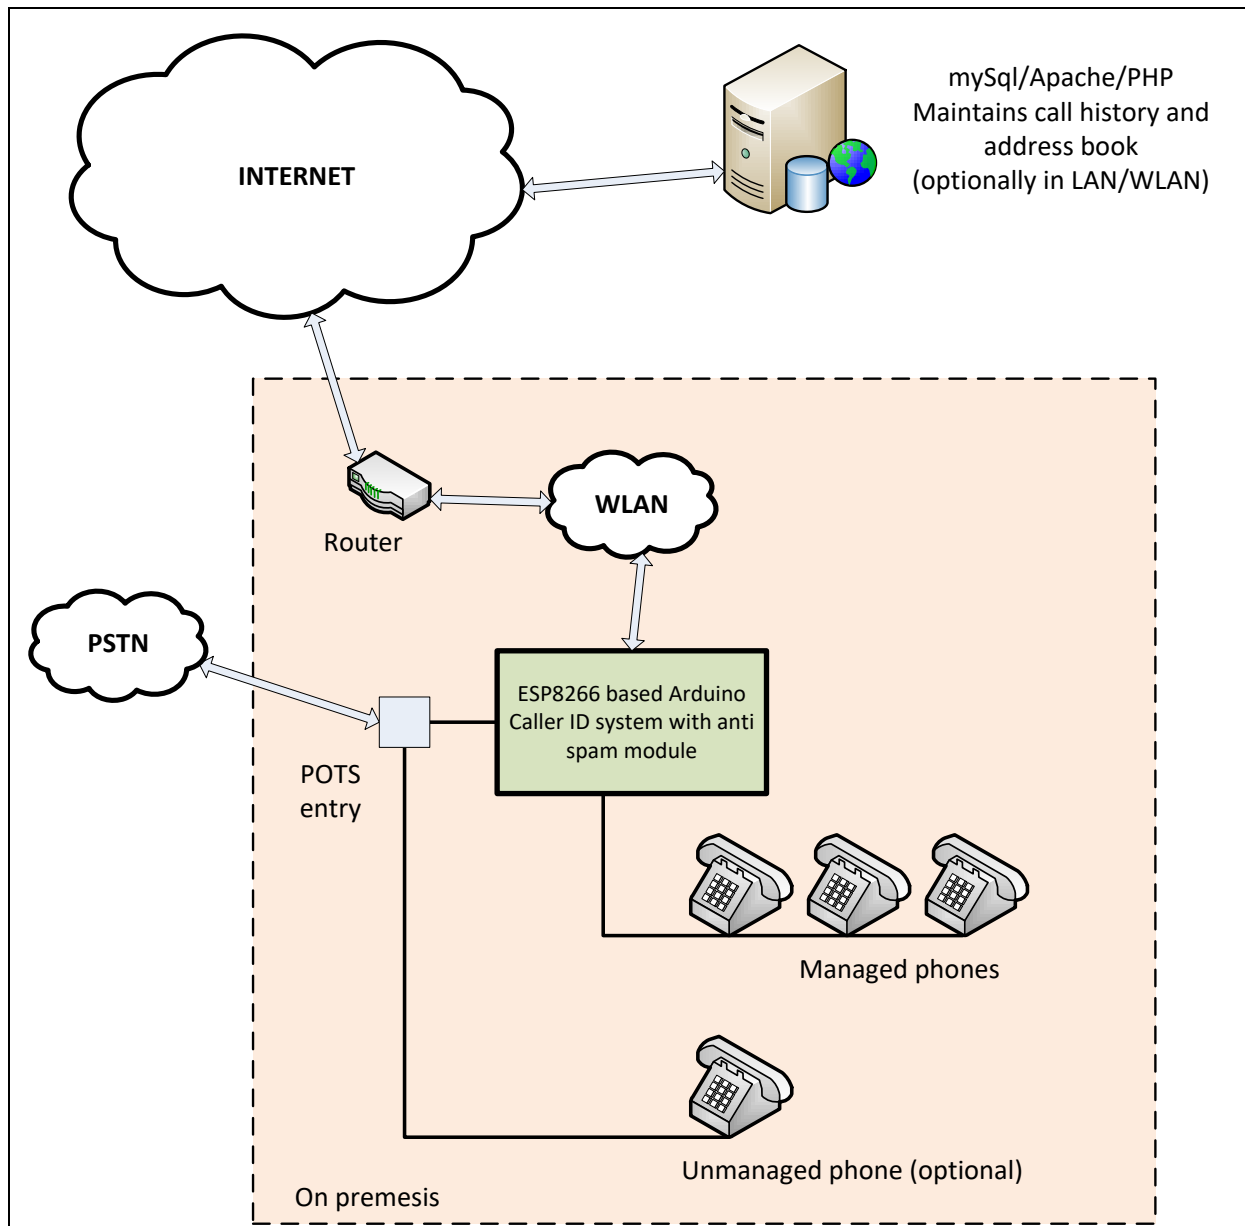 INTERNET
mySql/Apache/PHP
Maintains call history and
address book
(optionally in LAN/WLAN)
Router
WLAN
PSTN
POTS
entry
ESP8266 based Arduino
Caller ID system with anti
spam module
Managed phones
Unmanaged phone (optional)
On premesis